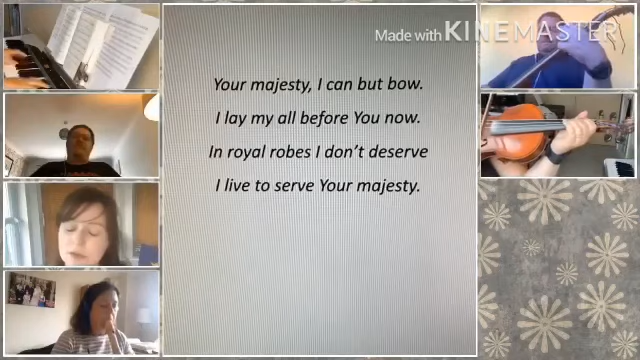 Made with KINEMASTER
Your majesty, I can but bow.
I lay my all before You now.
In royal robes I don't deserve
I live to serve Your majesty.